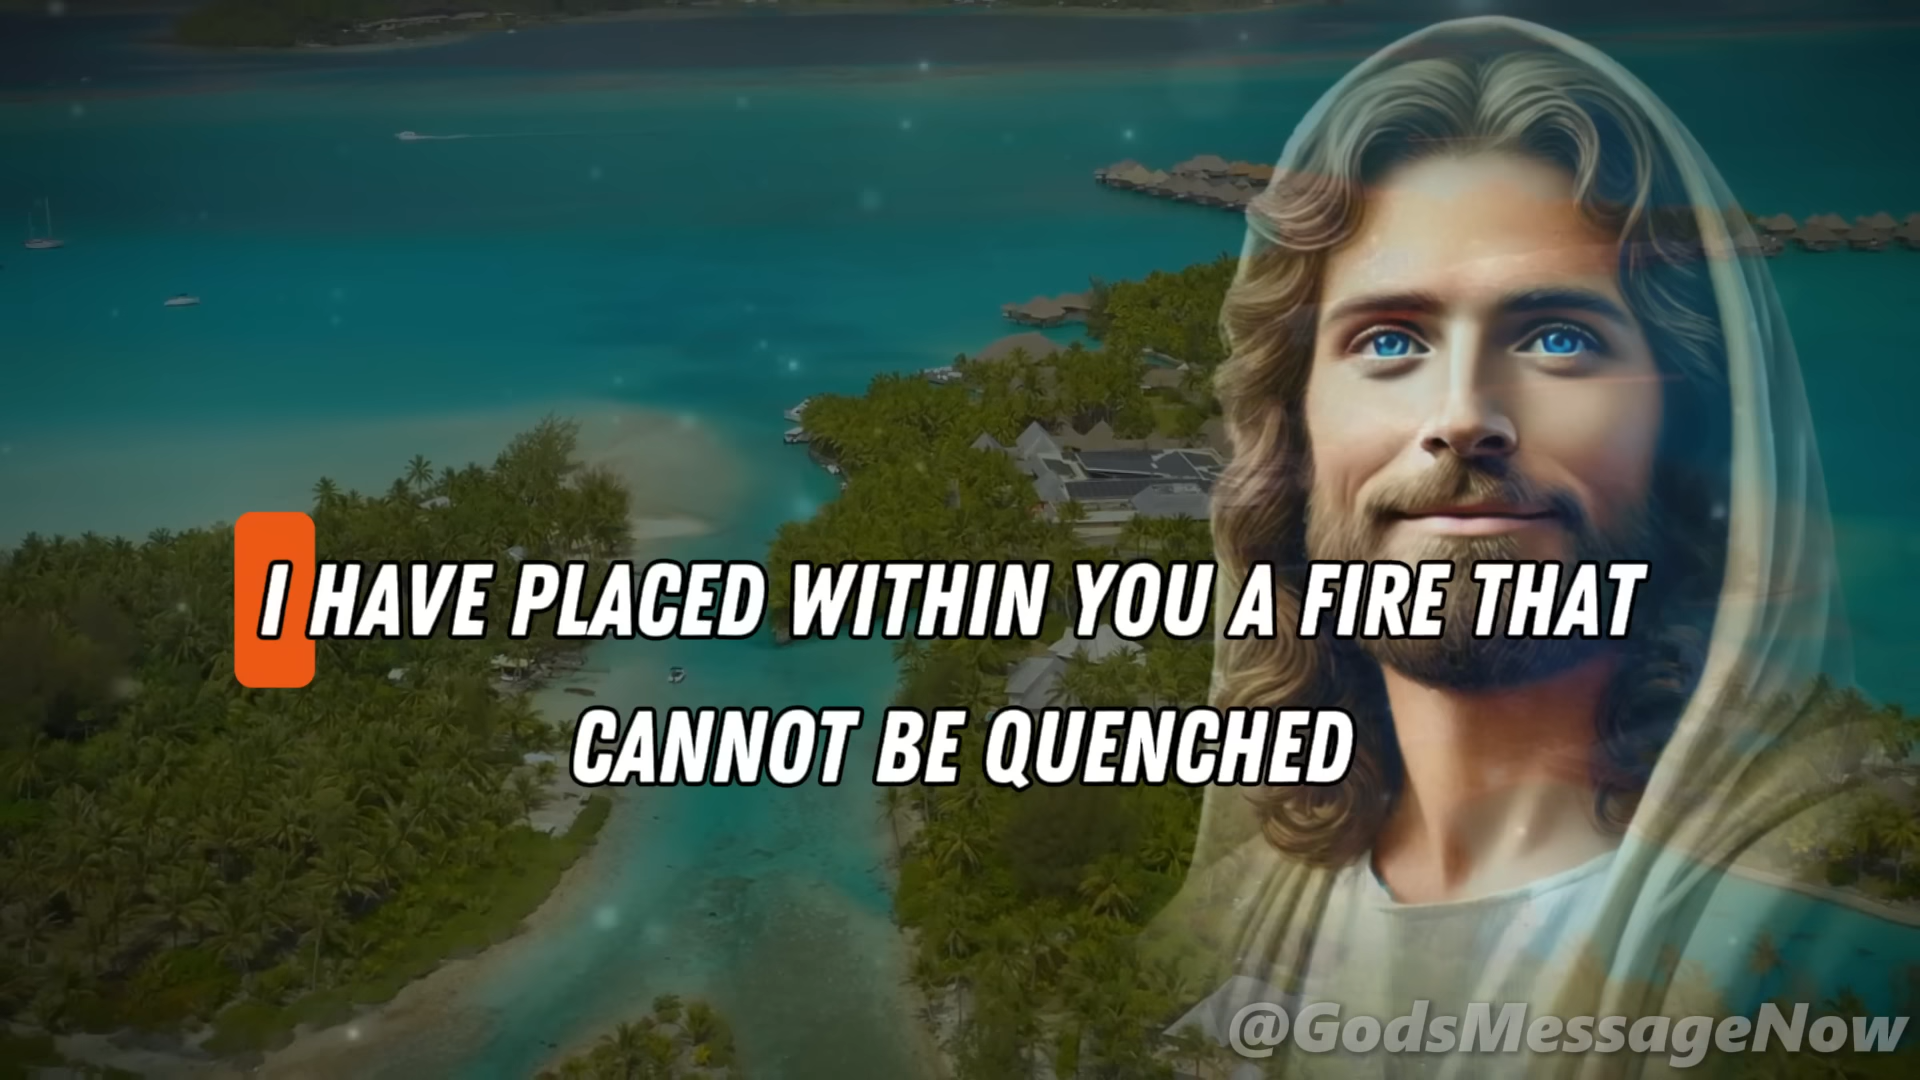 I HAVE PLACED WITHIN YOU A FIRE THAT
CANNOT BE QUENCHED
@GodsMessageNow